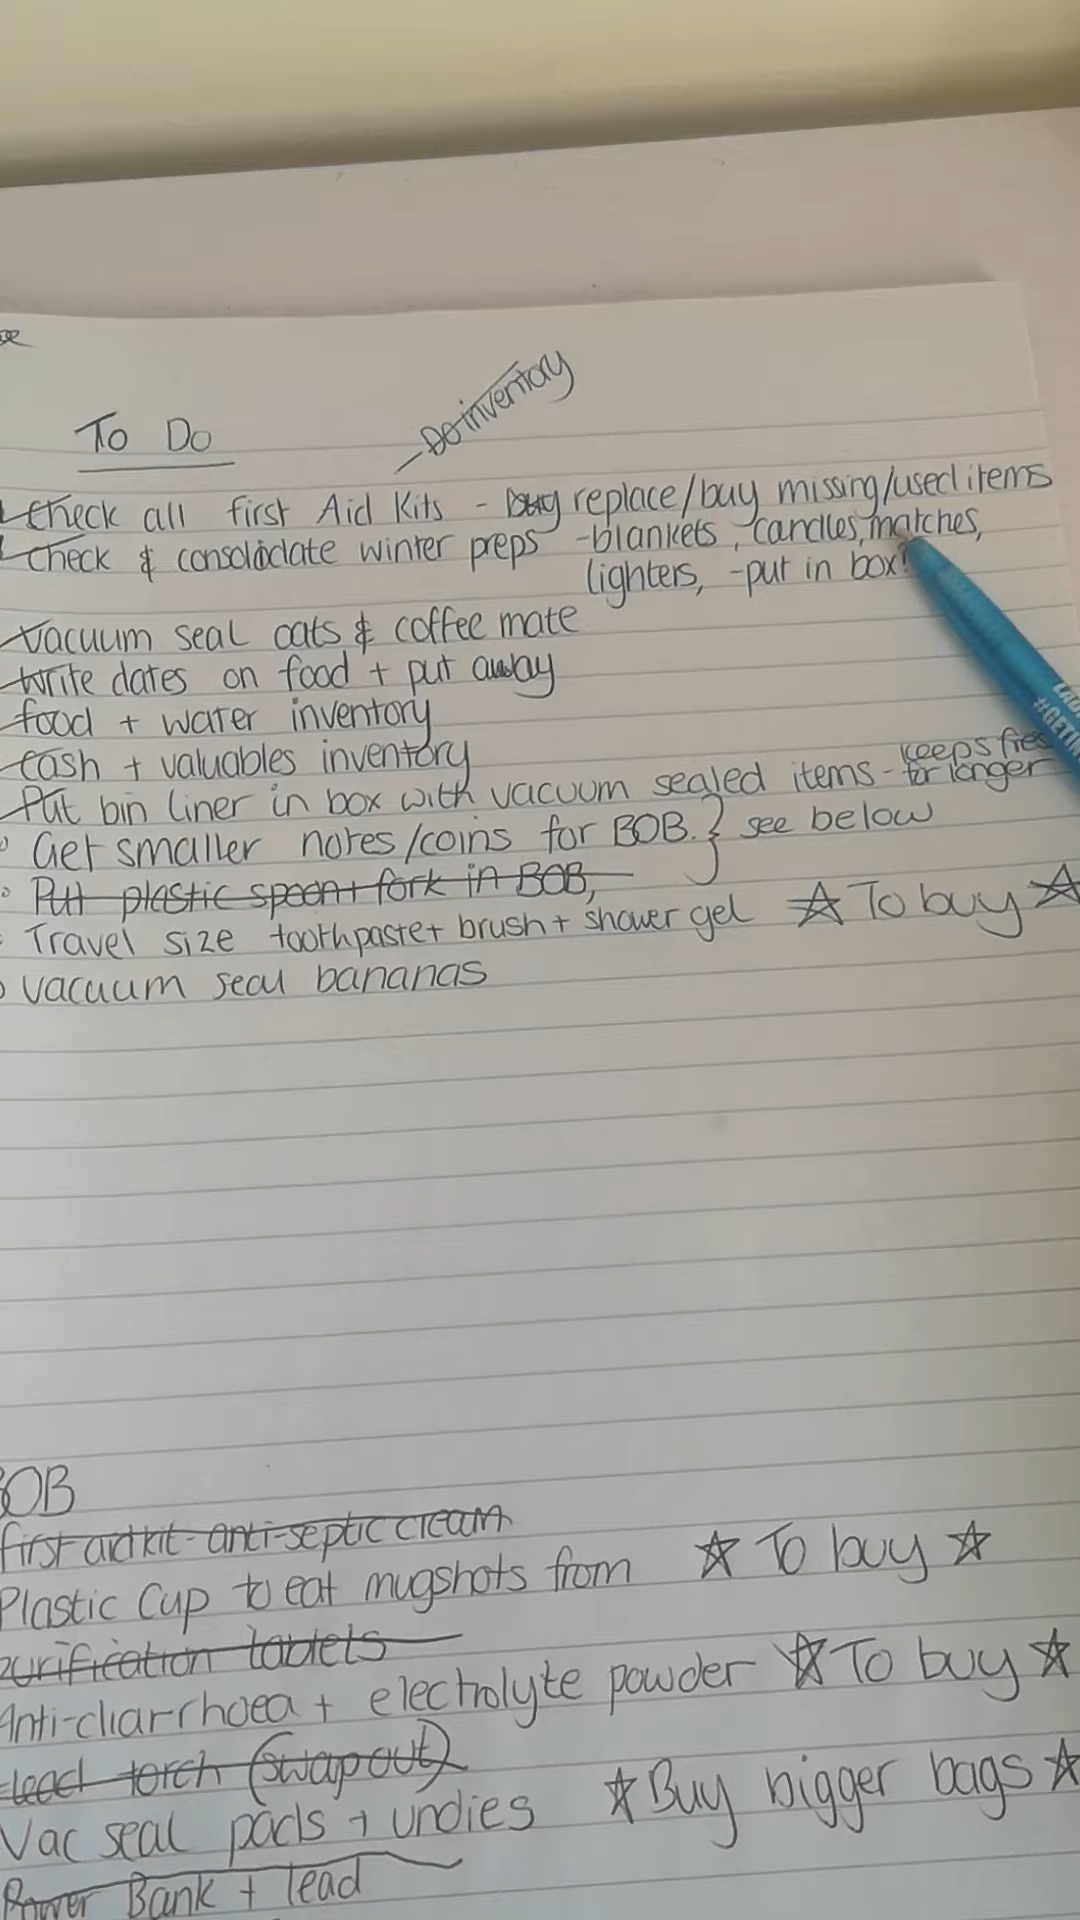 To Do
- Do inventory
Check all first Aid Kits - buy replace/buy missing/used items
Check & consolodate winter preps - blankets, candles, matches,
lighters, - put in box?
Vacuum seal oats & coffee mate
Write dates on food + put away
food + water inventory
Cash + valuables inventory
Put bin liner in box with vacuum sealed items - keeps fres
for longer
Get smaller notes/coins for BOB. } see below
Put plastic spoon + fork in BOB,
Travel size toothpaste + brush + shower gel ☆ To buy ☆
Vacuum seal bananas
BOB
first aid kit - anti-septic cream
Plastic Cup to eat mugshots from ☆ To buy ☆
purification tablets
Anti-diarrhoea + electrolyte powder ☆ To buy ☆
torch (swap out)
Vac seal pads + undies ☆ Buy bigger bags ☆
Power Bank + lead